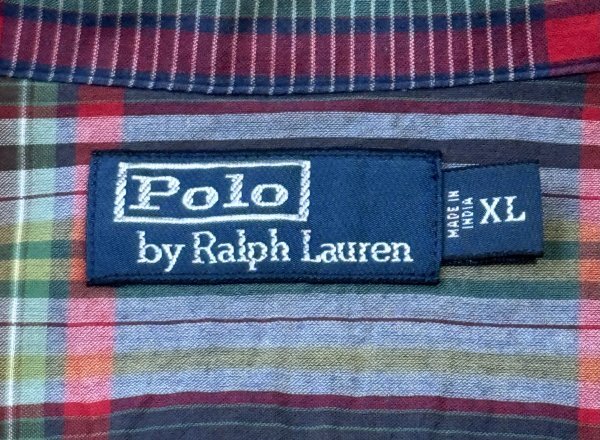 Polo
by Ralph Lauren
MADE IN
INDIA
XL